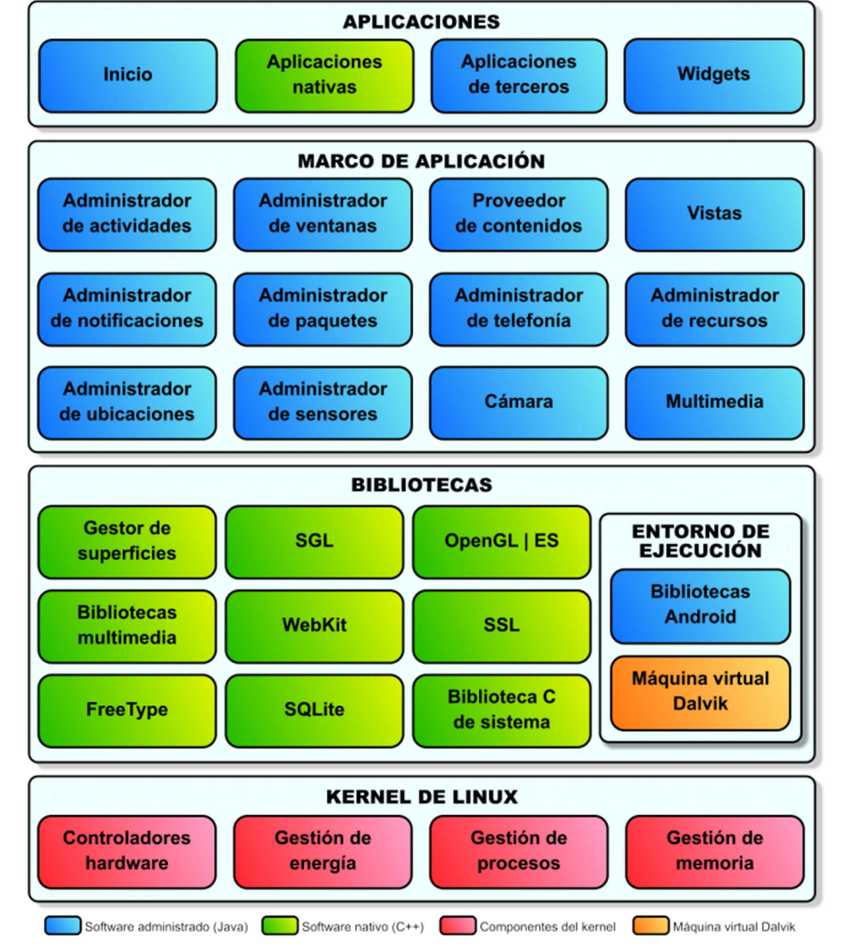 APLICACIONES
Inicio
Aplicaciones
nativas
Aplicaciones
de terceros
Widgets
MARCO DE APLICACIÓN
Administrador
de actividades
Administrador
de ventanas
Proveedor
de contenidos
Vistas
Administrador
de notificaciones
Administrador
de paquetes
Administrador
de telefonía
Administrador
de recursos
Administrador
de ubicaciones
Administrador
de sensores
Cámara
Multimedia
BIBLIOTECAS
Gestor de
superficies
SGL
OpenGL | ES
Bibliotecas
multimedia
WebKit
SSL
FreeType
SQLite
Biblioteca C
de sistema
ENTORNO DE
EJECUCIÓN
Bibliotecas
Android
Máquina virtual
Dalvik
KERNEL DE LINUX
Controladores
hardware
Gestión de
energía
Gestión de
procesos
Gestión de
memoria
Software administrado (Java)
Software nativo (C++)
Componentes del kernel
Máquina virtual Dalvik